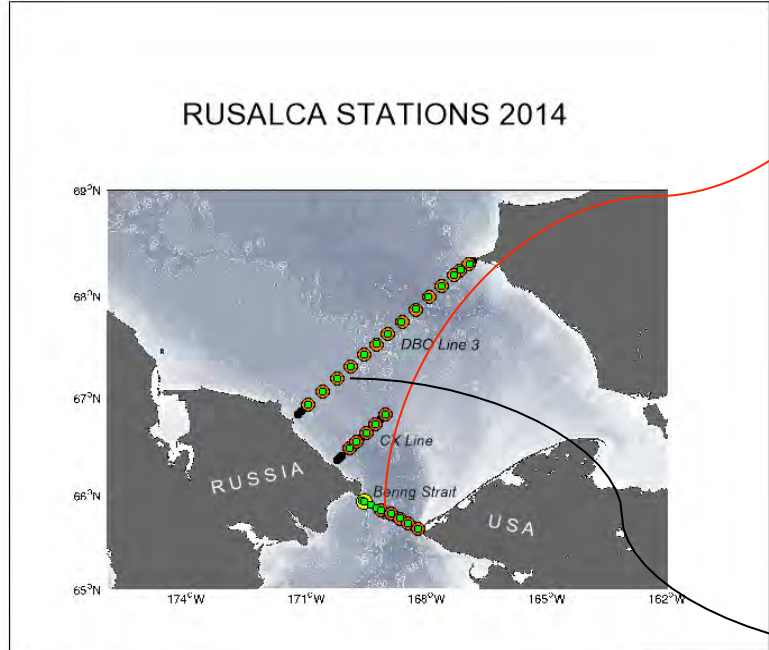 RUSALCA STATIONS 2014
69°N
68°N
DBO Line 3
67°N
CX Line
RUSSIA
66°N
Bering Strait
USA
65°N
174°W
171°W
168°W
165°W
162°W